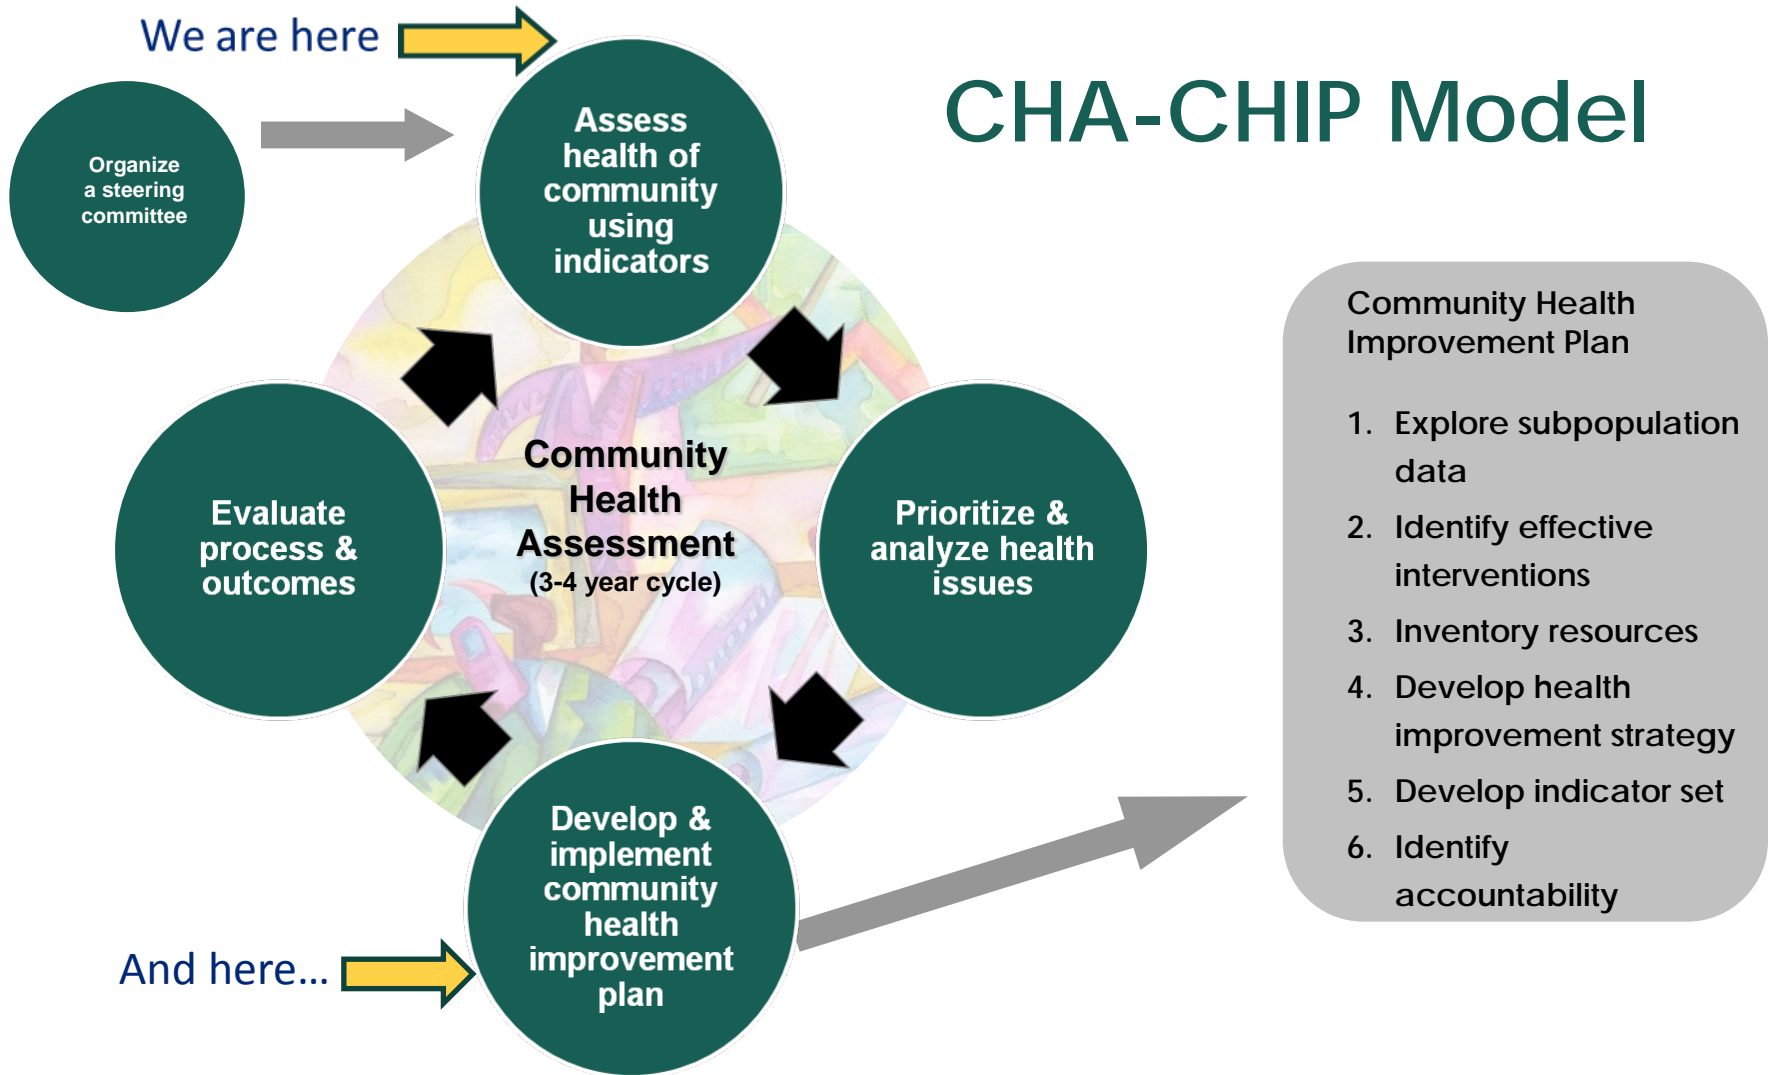 We are here
CHA-CHIP Model
Organize
a steering
committee
Assess
health of
community
using
indicators
Community
Health
Assessment
(3-4 year cycle)
Evaluate
process &
outcomes
Prioritize &
analyze health
issues
Develop &
implement
community
health
improvement
plan
And here...
Community Health
Improvement Plan
1. Explore subpopulation
data
2. Identify effective
interventions
3. Inventory resources
4. Develop health
improvement strategy
5. Develop indicator set
6. Identify
accountability